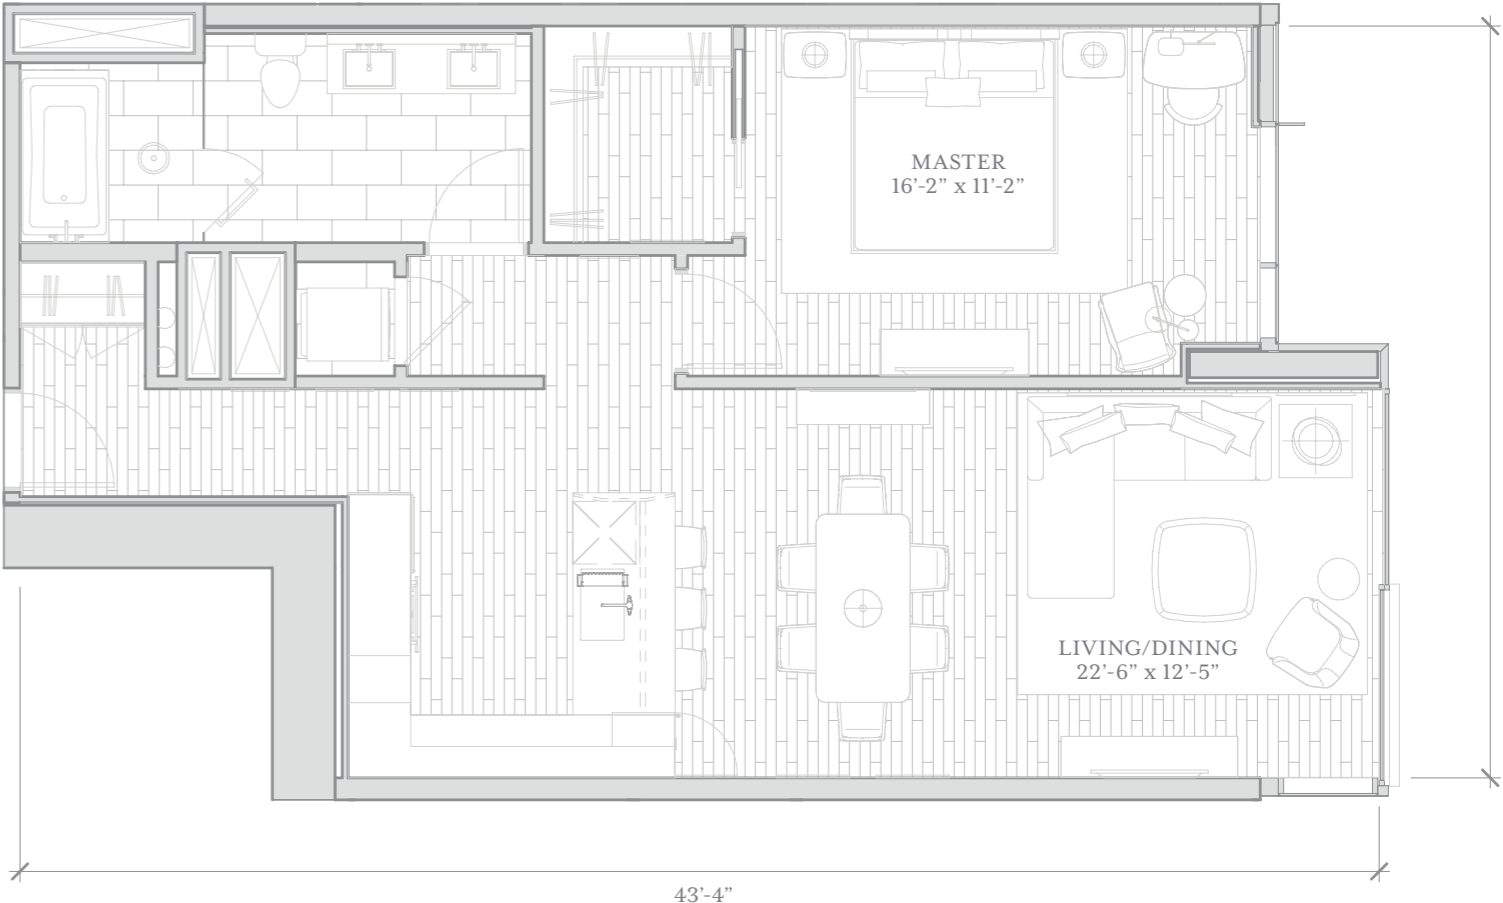 MASTER
16’-2” x 11’-2”
LIVING/DINING
22’-6” x 12’-5”
43’-4”